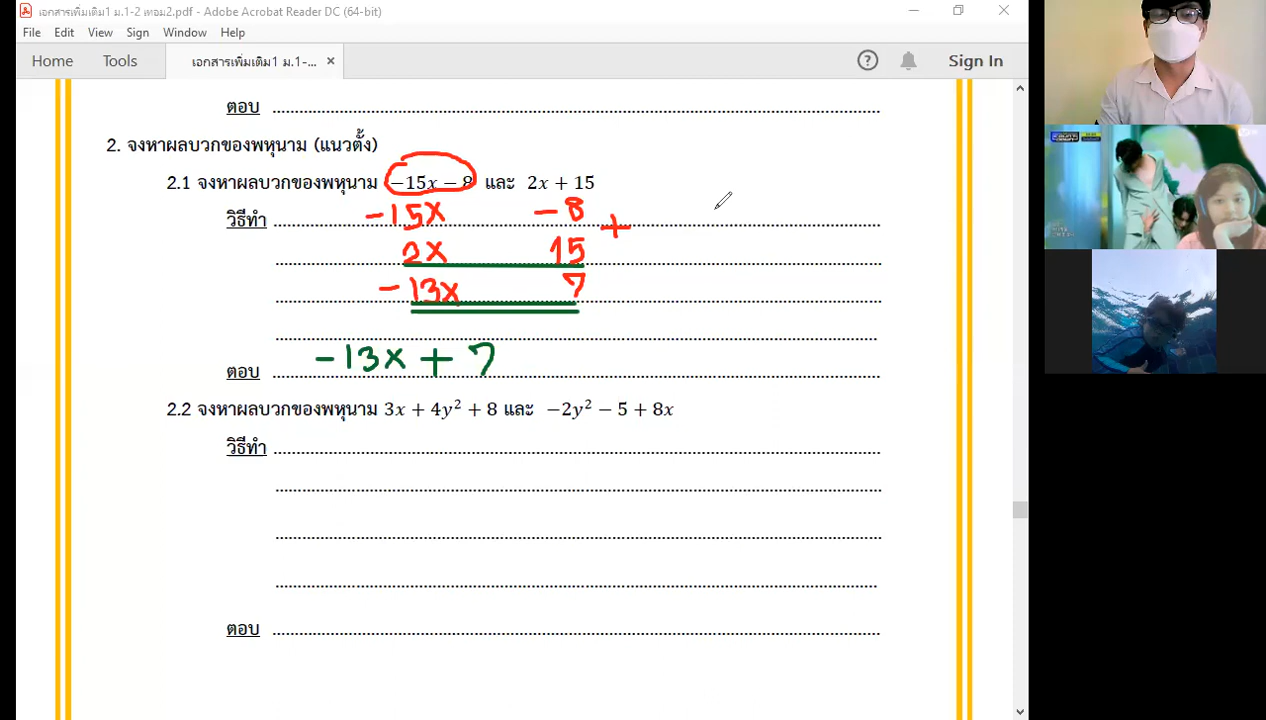 เอกสารเพิ่มเติม1 ม.1-2 เทอม2.pdf - Adobe Acrobat Reader DC (64-bit)
File Edit View Sign Window Help
Home Tools เอกสารเพิ่มเติม1 ม.1-... × Sign In
ตอบ
2. จงหาผลบวกของพหุนาม (แนวตั้ง)
2.1 จงหาผลบวกของพหุนาม −15x − 8 และ 2x + 15
วิธีทำ −15x −8 +
2x 15
−13x 7
ตอบ −13x + 7
2.2 จงหาผลบวกของพหุนาม 3x + 4y² + 8 และ −2y² − 5 + 8x
วิธีทำ
ตอบ